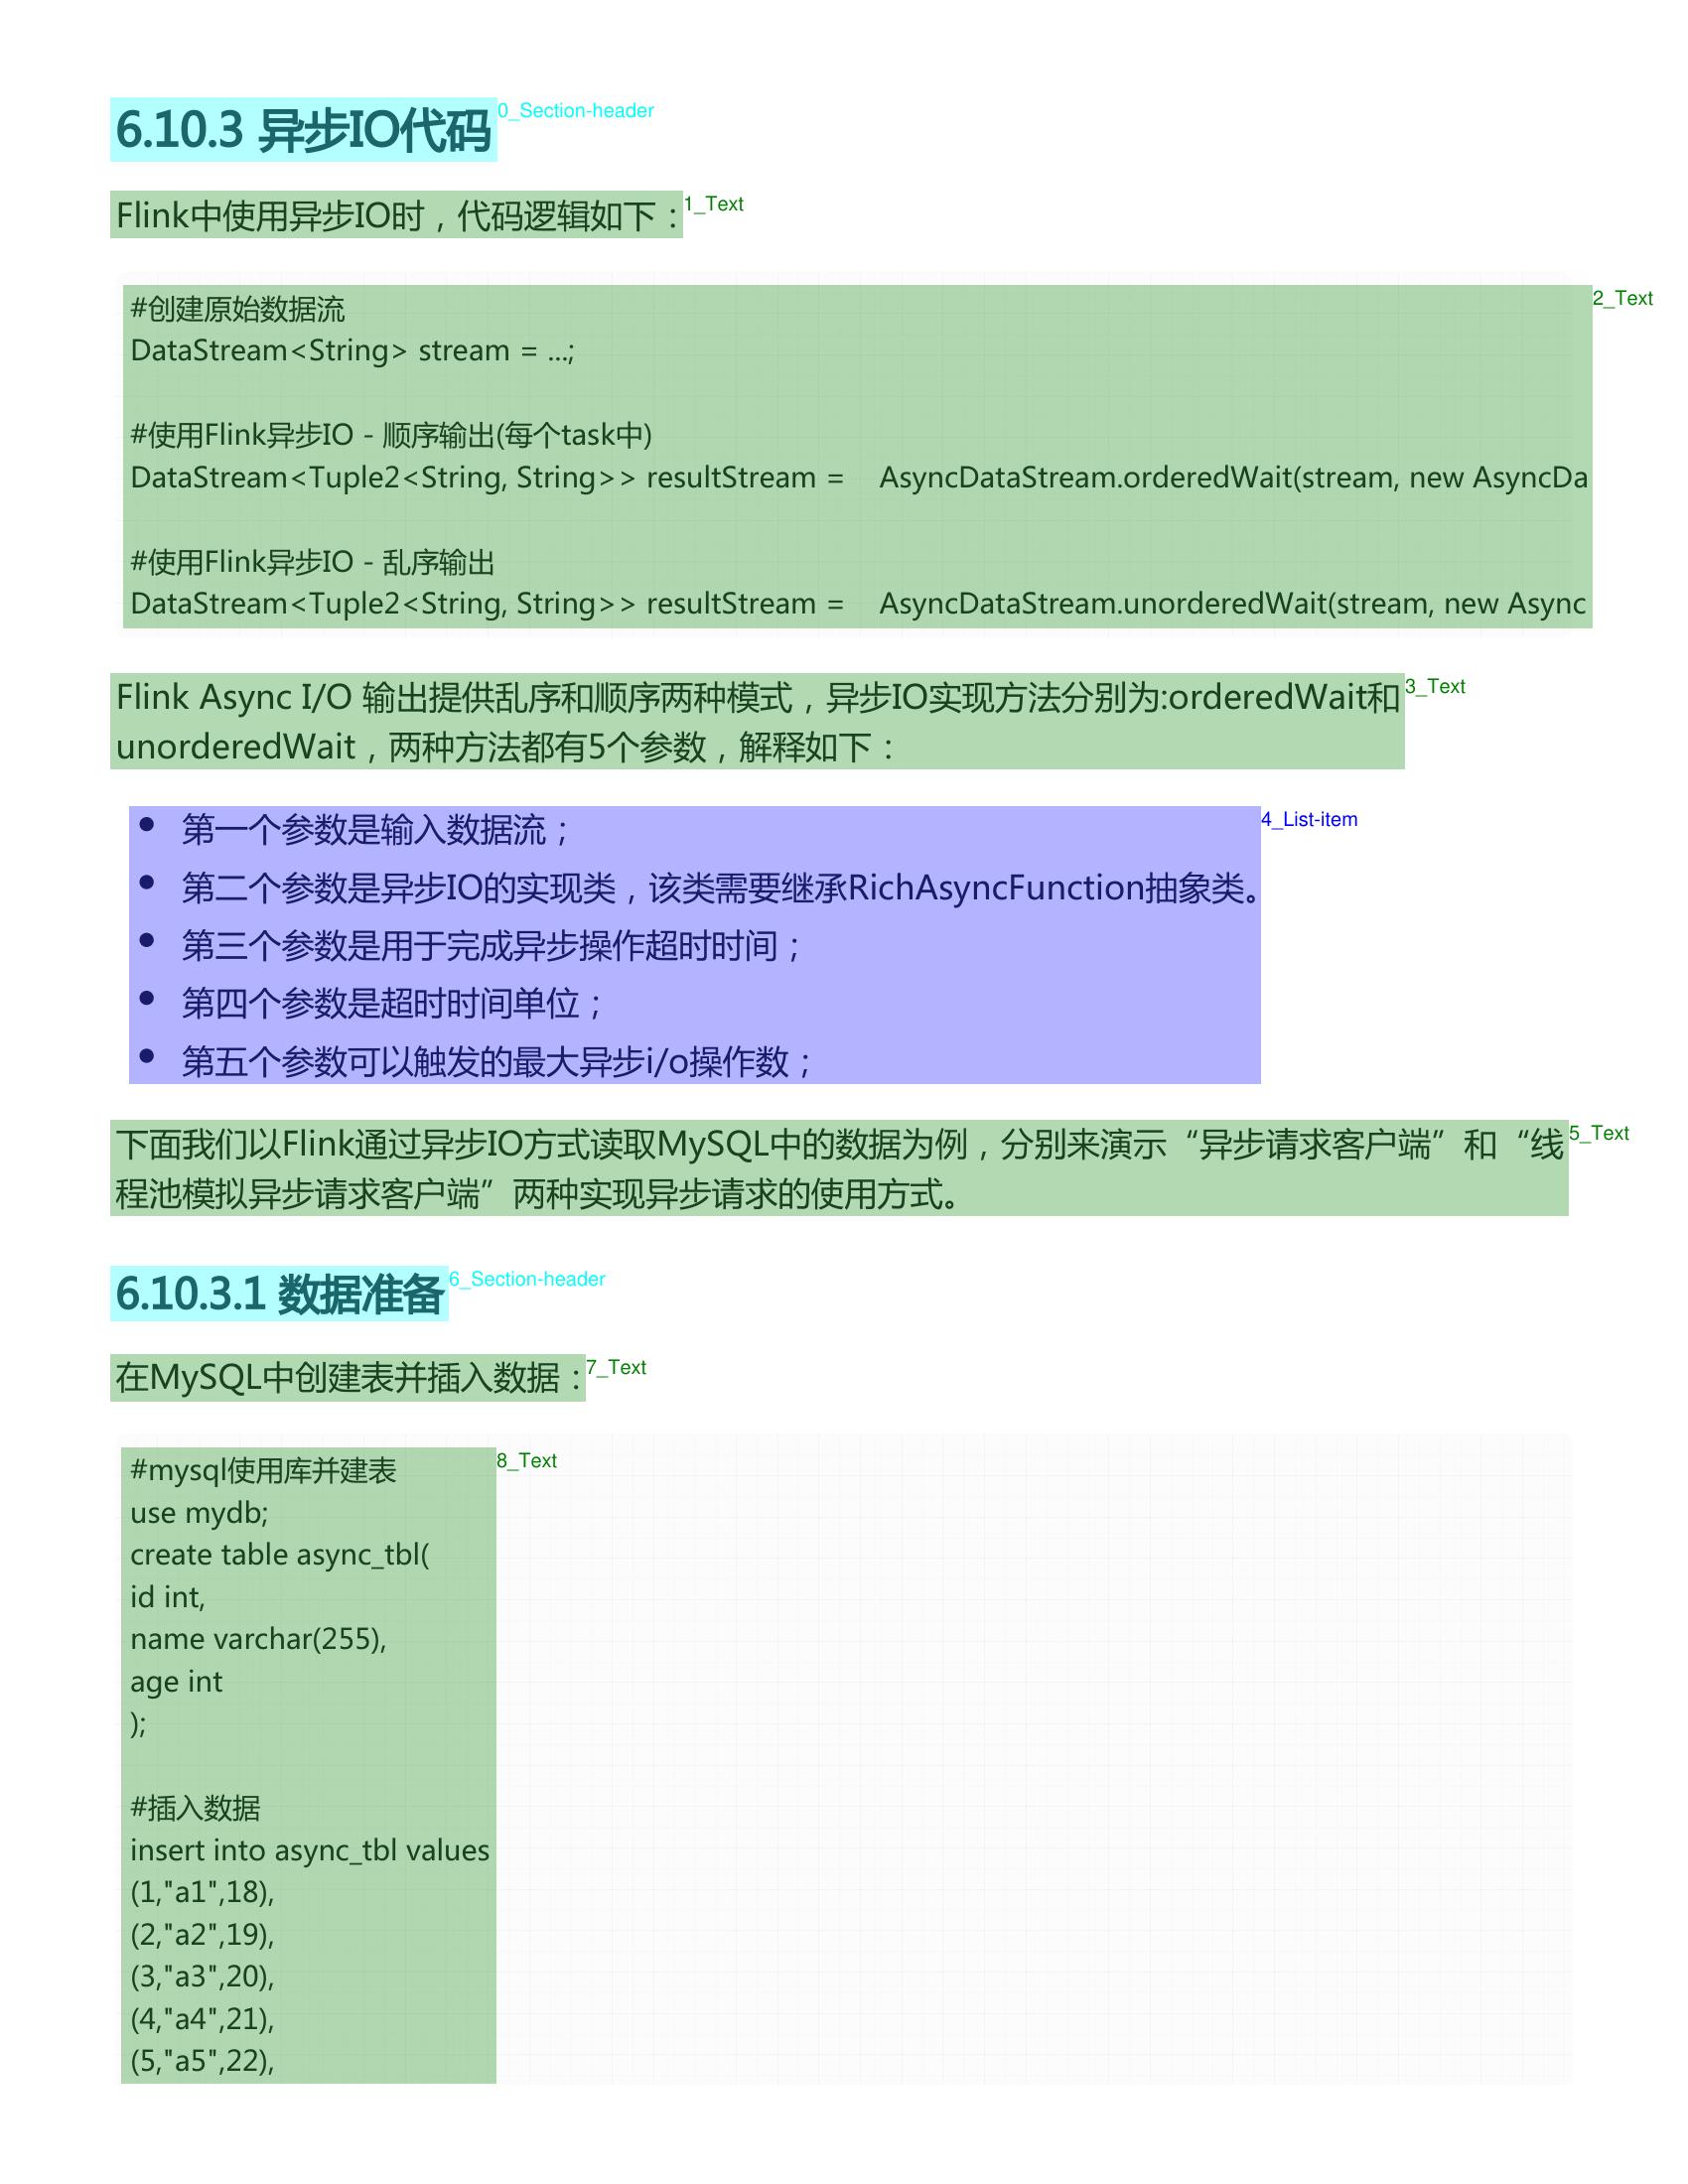 6.10.3 异步IO代码
0_Section-header
Flink中使用异步IO时，代码逻辑如下：
1_Text
#创建原始数据流
2_Text
DataStream<String> stream = ...;
#使用Flink异步IO - 顺序输出(每个task中)
DataStream<Tuple2<String, String>> resultStream =    AsyncDataStream.orderedWait(stream, new AsyncDa
#使用Flink异步IO - 乱序输出
DataStream<Tuple2<String, String>> resultStream =    AsyncDataStream.unorderedWait(stream, new Async
Flink Async I/O 输出提供乱序和顺序两种模式，异步IO实现方法分别为:orderedWait和
3_Text
unorderedWait，两种方法都有5个参数，解释如下：
● 第一个参数是输入数据流；
4_List-item
● 第二个参数是异步IO的实现类，该类需要继承RichAsyncFunction抽象类。
● 第三个参数是用于完成异步操作超时时间；
● 第四个参数是超时时间单位；
● 第五个参数可以触发的最大异步i/o操作数；
下面我们以Flink通过异步IO方式读取MySQL中的数据为例，分别来演示“异步请求客户端”和“线
5_Text
程池模拟异步请求客户端”两种实现异步请求的使用方式。
6.10.3.1 数据准备
6_Section-header
在MySQL中创建表并插入数据：
7_Text
#mysql使用库并建表
8_Text
use mydb;
create table async_tbl(
id int,
name varchar(255),
age int
);
#插入数据
insert into async_tbl values
(1,"a1",18),
(2,"a2",19),
(3,"a3",20),
(4,"a4",21),
(5,"a5",22),